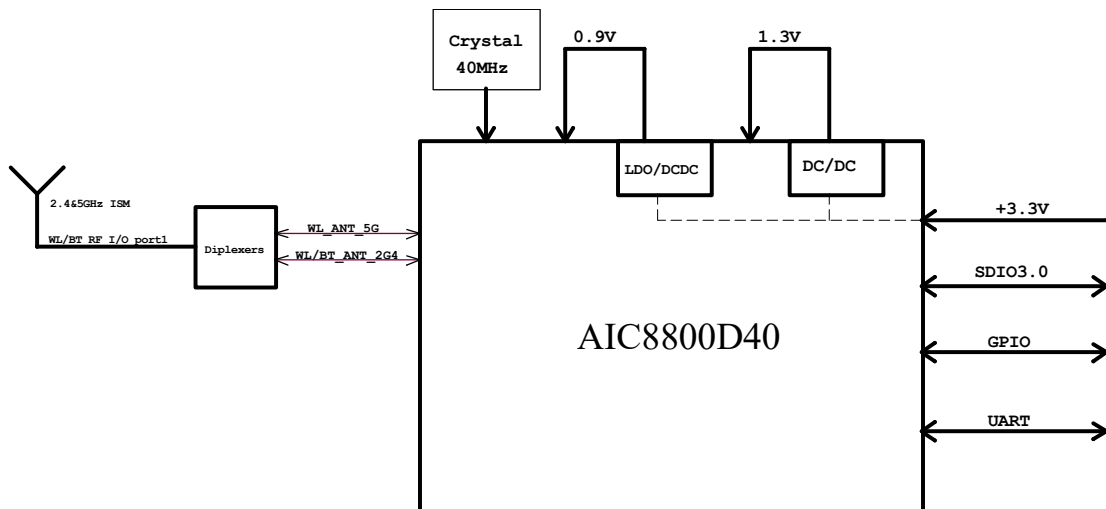 Crystal
40MHz
0.9V
1.3V
LDO/DCDC
DC/DC
2.4&5GHz ISM
WL/BT RF I/O port1
Diplexers
WL_ANT_5G
WL/BT_ANT_2G4
+3.3V
SDIO3.0
AIC8800D40
GPIO
UART